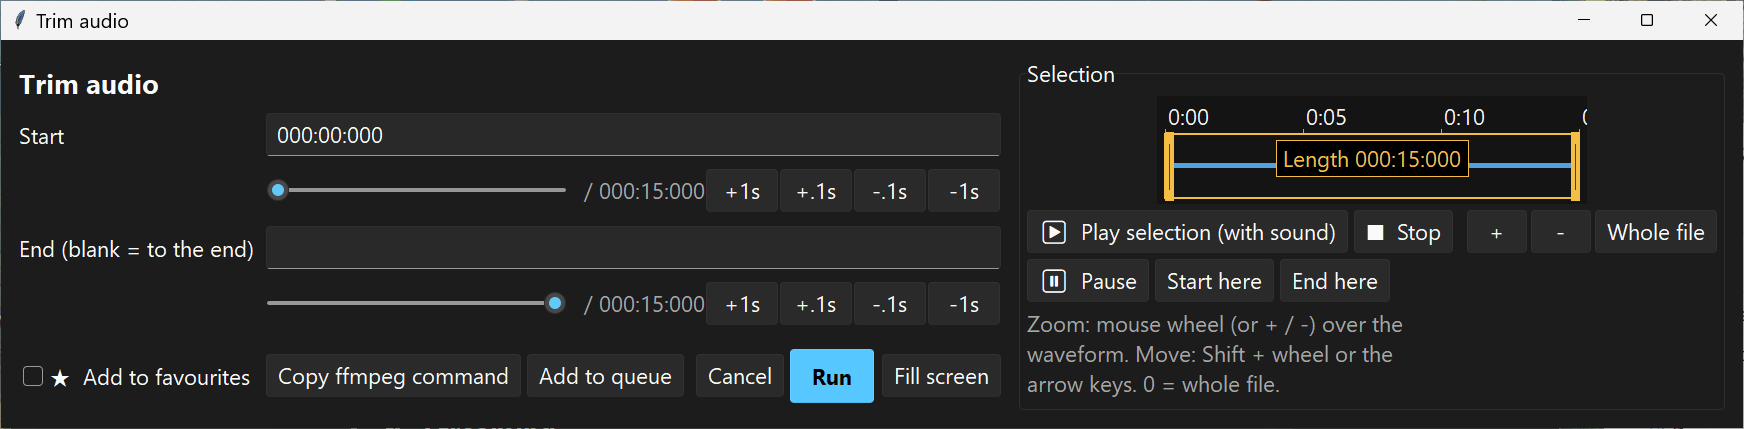 Trim audio
Trim audio
Start
000:00:000
/ 000:15:000 +1s +.1s -.1s -1s
End (blank = to the end)
/ 000:15:000 +1s +.1s -.1s -1s
★ Add to favourites Copy ffmpeg command Add to queue Cancel Run Fill screen
Selection
0:00 0:05 0:10
Length 000:15:000
Play selection (with sound) Stop + - Whole file
Pause Start here End here
Zoom: mouse wheel (or + / -) over the
waveform. Move: Shift + wheel or the
arrow keys. 0 = whole file.